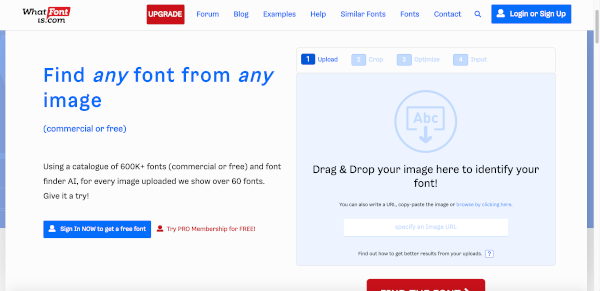 What Font is.com
UPGRADE
Forum
Blog
Examples
Help
Similar Fonts
Fonts
Contact
Login or Sign Up
Find any font from any
image
(commercial or free)
Using a catalogue of 600K+ fonts (commercial or free) and font
finder AI, for every image uploaded we show over 60 fonts.
Give it a try!
Sign In NOW to get a free font
Try PRO Membership for FREE!
1 Upload
2 Crop
3 Optimize
4 Input
Abc
Drag & Drop your image here to identify your
font!
You can also write a URL, copy-paste the image or browse by clicking here.
specify an Image URL
Find out how to get better results from your uploads. ?